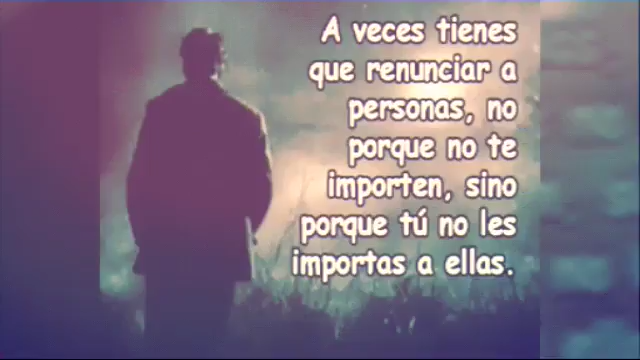 A veces tienes
que renunciar a
personas, no
porque no te
importen, sino
porque tú no les
importas a ellas.